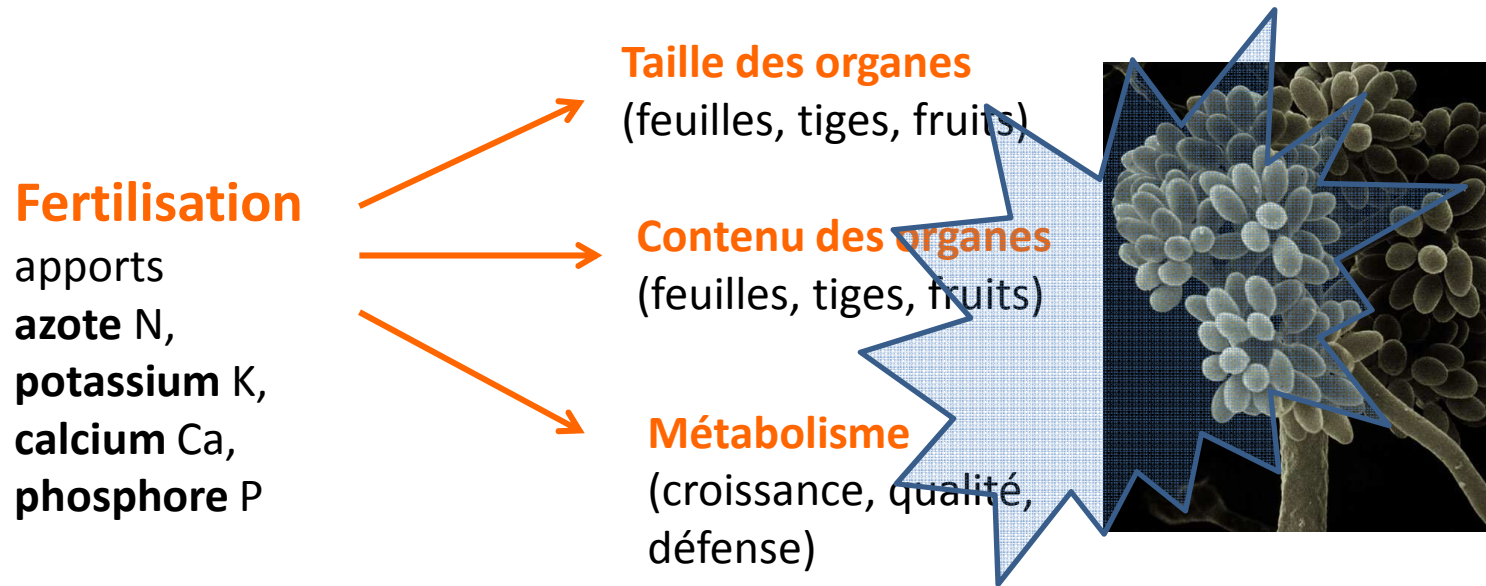 Taille des organes
(feuilles, tiges, fruits)
Fertilisation
apports
azote N,
potassium K,
calcium Ca,
phosphore P
Contenu des organes
(feuilles, tiges, fruits)
Métabolisme
(croissance, qualité,
défense)